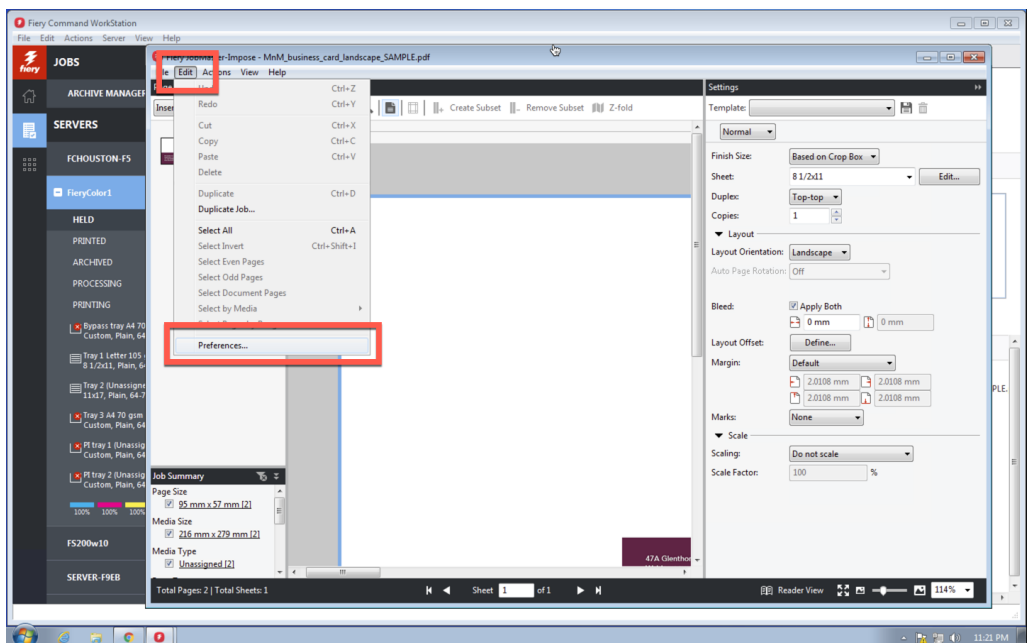 Fiery Command WorkStation
File Edit Actions Server View Help
fiery
JOBS
ARCHIVE MANAGER
SERVERS
FCHOUSTON-F5
FieryColor1
HELD
PRINTED
ARCHIVED
PROCESSING
PRINTING
Bypass tray A4 70
Custom, Plain, 64
Tray 1 Letter 105
8 1/2x11, Plain, 6
Tray 2 (Unassigne
11x17, Plain, 64-7
Tray 3 A4 70 gsm
Custom, Plain, 64
PI tray 1 (Unassig
Custom, Plain, 64
PI tray 2 (Unassig
Custom, Plain, 64
100% 100% 100%
FS200w10
SERVER-F9EB
Fiery JobMaster-Impose - MnM_business_card_landscape_SAMPLE.pdf
Edit Actions View Help
Ctrl+Z
Redo Ctrl+Y
Cut Ctrl+X
Copy Ctrl+C
Paste Ctrl+V
Delete
Duplicate Ctrl+D
Duplicate Job...
Select All Ctrl+A
Select Invert Ctrl+Shift+I
Select Even Pages
Select Odd Pages
Select Document Pages
Select by Media
Preferences...
Create Subset Remove Subset Z-fold
47A Glenthor
Job Summary
Page Size
95 mm x 57 mm [2]
Media Size
216 mm x 279 mm [2]
Media Type
Unassigned [2]
Total Pages: 2 | Total Sheets: 1
Sheet 1 of 1
Reader View
114%
Settings
Template:
Normal
Finish Size: Based on Crop Box
Sheet: 8 1/2x11 Edit...
Duplex: Top-top
Copies: 1
Layout
Layout Orientation: Landscape
Auto Page Rotation: Off
Bleed: Apply Both
0 mm 0 mm
Layout Offset: Define...
Margin: Default
2.0108 mm 2.0108 mm
2.0108 mm 2.0108 mm
Marks: None
Scale
Scaling: Do not scale
Scale Factor: 100 %
PLE.
11:21 PM